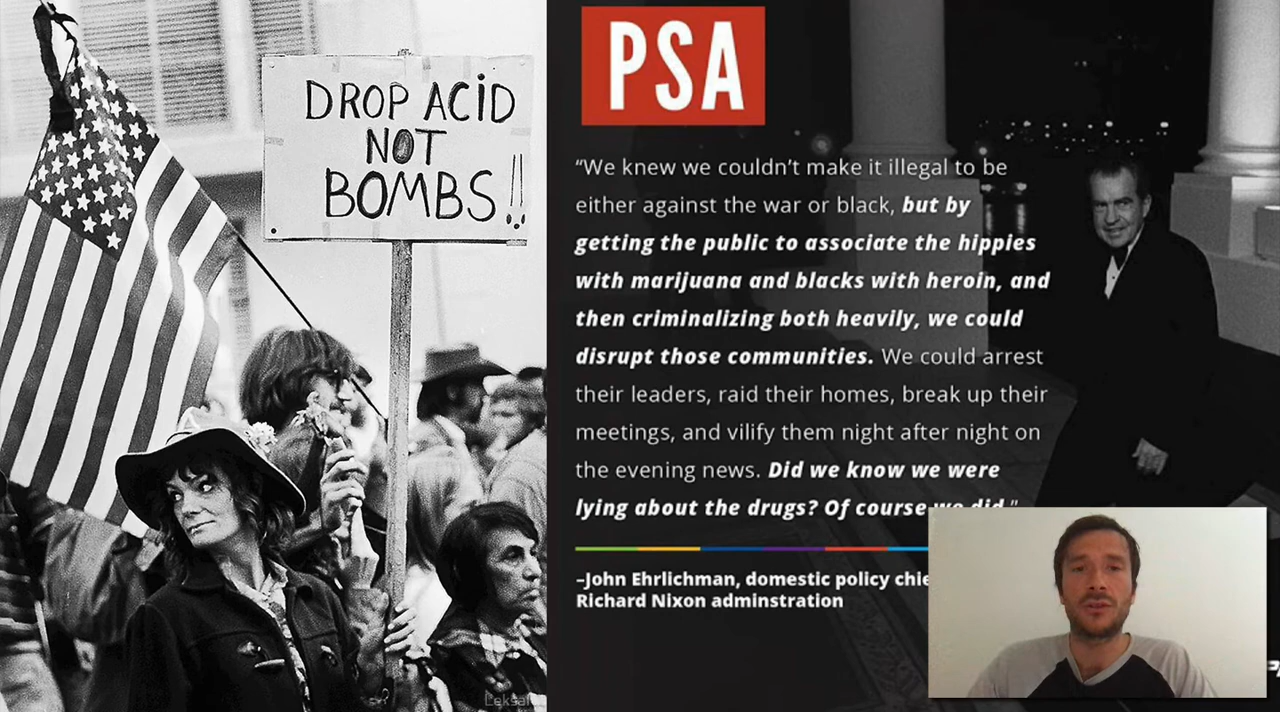 DROP ACID
NOT
BOMBS!!
PSA
“We knew we couldn’t make it illegal to be
either against the war or black, but by
getting the public to associate the hippies
with marijuana and blacks with heroin, and
then criminalizing both heavily, we could
disrupt those communities. We could arrest
their leaders, raid their homes, break up their
meetings, and vilify them night after night on
the evening news. Did we know we were
lying about the drugs? Of course we did.”
–John Ehrlichman, domestic policy
Richard Nixon adminstration